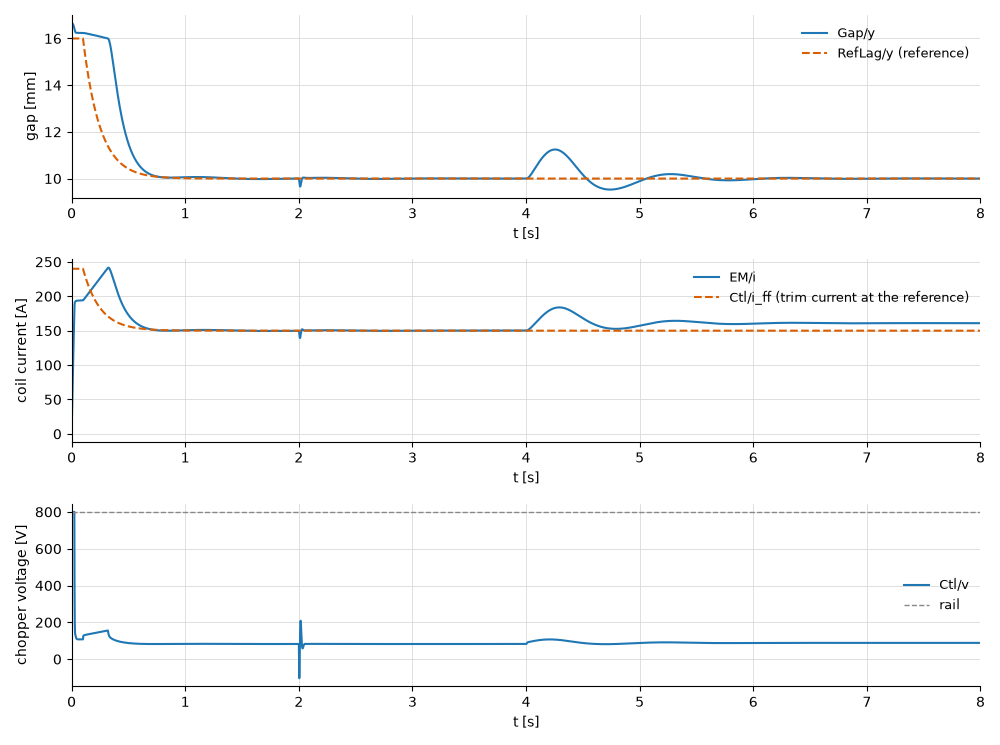 gap [mm]
16
14
12
10
Gap/y
RefLag/y (reference)
0 1 2 3 4 5 6 7 8
t [s]
coil current [A]
250
200
150
100
50
0
EM/i
Ctl/i_ff (trim current at the reference)
0 1 2 3 4 5 6 7 8
t [s]
chopper voltage [V]
800
600
400
200
0
Ctl/v
rail
0 1 2 3 4 5 6 7 8
t [s]